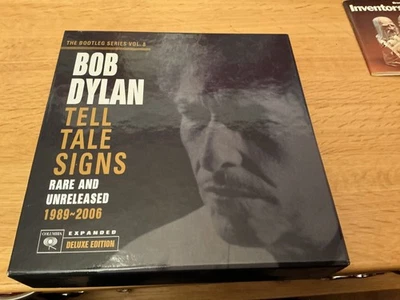 THE BOOTLEG SERIES VOL. 8
BOB
DYLAN
TELL
TALE
SIGNS
RARE AND
UNRELEASED
1989~2006
COLUMBIA
EXPANDED
DELUXE EDITION
Inventors